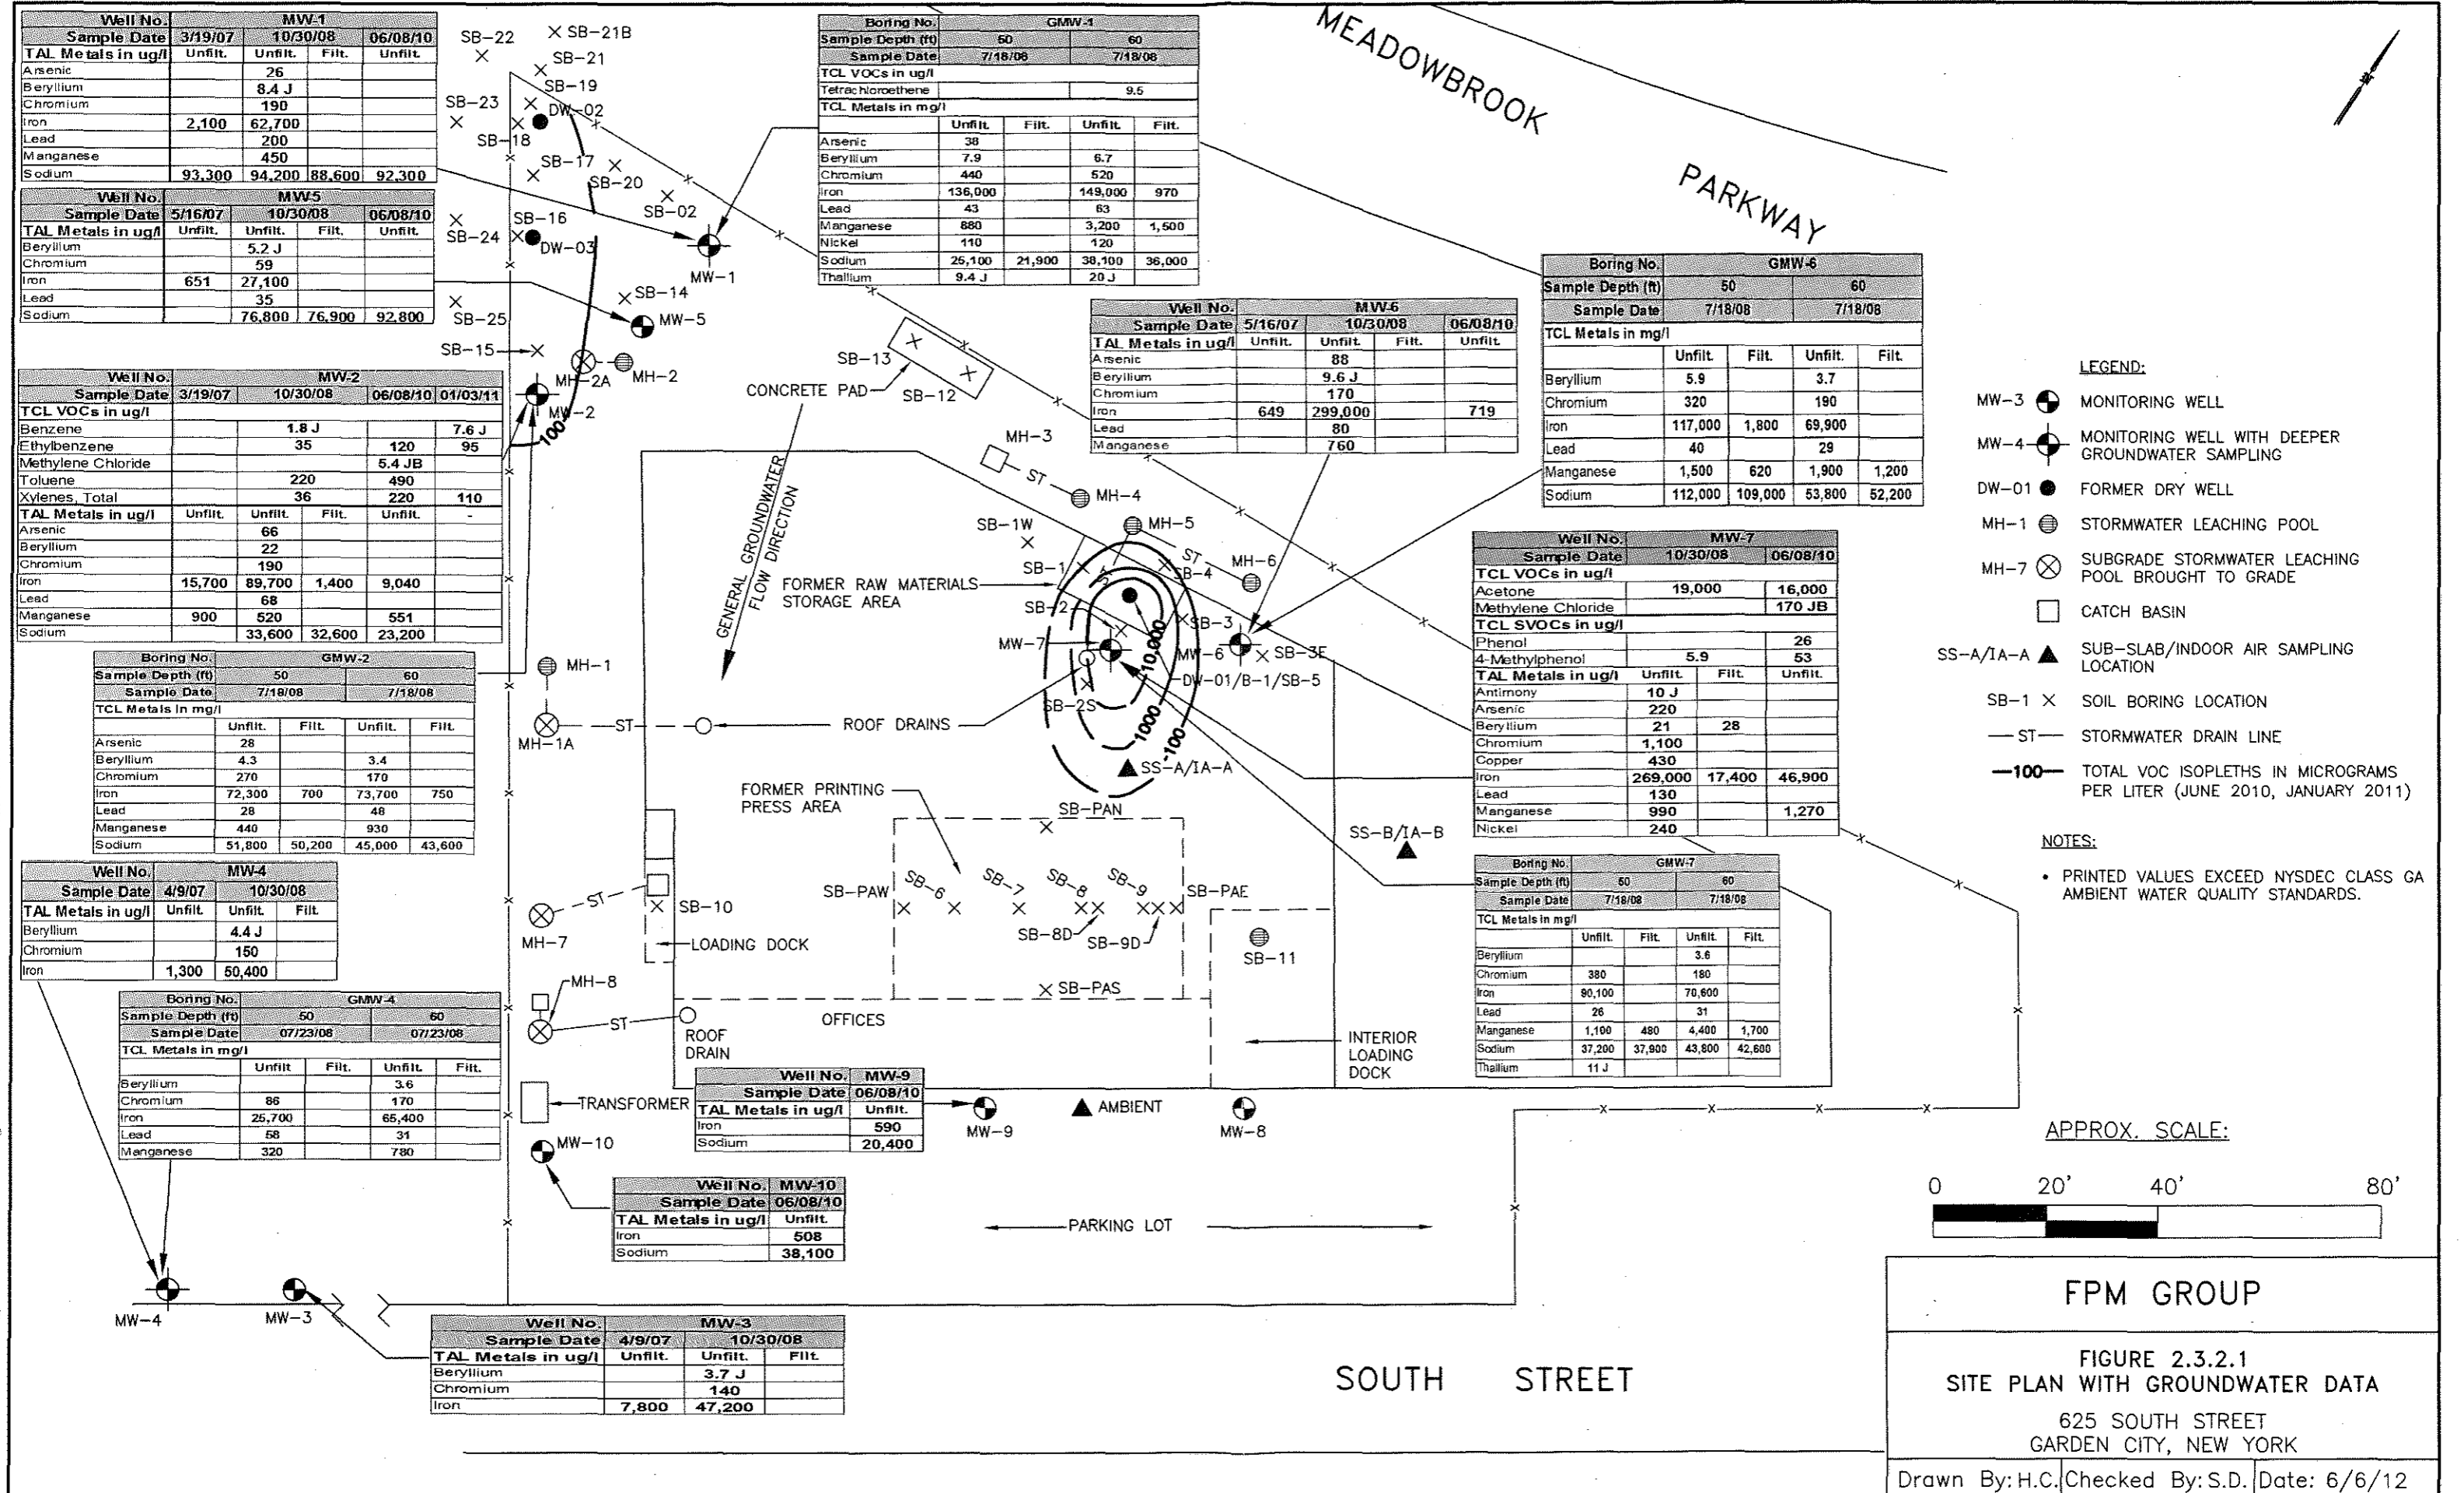 Well No. MW-1
Sample Date 3/19/07 10/30/08 06/08/10
TAL Metals in ug/l Unfilt. Unfilt. Filt. Unfilt.
Arsenic 26
Beryllium 8.4 J
Chromium 190
Iron 2,100 62,700
Lead 200
Manganese 450
Sodium 93,300 94,200 88,600 92,300
Well No. MW-5
Sample Date 5/16/07 10/30/08 06/08/10
TAL Metals in ug/l Unfilt. Unfilt. Filt. Unfilt.
Beryllium 5.2 J
Chromium 59
Iron 651 27,100
Lead 35
Sodium 76,800 76,900 92,800
Well No. MW-2
Sample Date 3/19/07 10/30/08 06/08/10 01/03/11
TCL VOCs in ug/l
Benzene 1.8 J 7.6 J
Ethylbenzene 35 120 95
Methylene Chloride 5.4 JB
Toluene 220 490
Xylenes, Total 36 220 110
TAL Metals in ug/l Unfilt. Unfilt. Filt. Unfilt. -
Arsenic 66
Beryllium 22
Chromium 190
Iron 15,700 89,700 1,400 9,040
Lead 68
Manganese 900 520 551
Sodium 33,600 32,600 23,200
Boring No. GMW-2
Sample Depth (ft) 50 60
Sample Date 7/18/08 7/18/08
TCL Metals in mg/l
Unfilt. Filt. Unfilt. Filt.
Arsenic 28
Beryllium 4.3 3.4
Chromium 270 170
Iron 72,300 700 73,700 750
Lead 28 48
Manganese 440 930
Sodium 51,800 50,200 45,000 43,600
Well No. MW-4
Sample Date 4/9/07 10/30/08
TAL Metals in ug/l Unfilt. Unfilt. Filt.
Beryllium 4.4 J
Chromium 150
Iron 1,300 50,400
Boring No. GMW-4
Sample Depth (ft) 50 60
Sample Date 07/23/08 07/23/08
TCL Metals in mg/l
Unfilt Filt. Unfilt. Filt.
Beryllium 3.6
Chromium 86 170
Iron 25,700 65,400
Lead 58 31
Manganese 320 780
SB-22
SB-21B
SB-21
SB-19
SB-23
DW-02
SB-18
SB-17
SB-20
SB-02
SB-16
SB-24
DW-03
MW-1
SB-14
SB-25
MW-5
SB-15
MH-2A
MH-2
MW-2
100
Boring No. GMW-1
Sample Depth (ft) 50 60
Sample Date 7/18/08 7/18/08
TCL VOCs in ug/l
Tetrachloroethene 9.5
TCL Metals in mg/l
Unfilt. Filt. Unfilt. Filt.
Arsenic 38
Beryllium 7.9 6.7
Chromium 440 520
Iron 136,000 149,000 970
Lead 43 63
Manganese 880 3,200 1,500
Nickel 110 120
Sodium 25,100 21,900 38,100 36,000
Thallium 9.4 J 20 J
MEADOWBROOK
PARKWAY
Well No. MW-6
Sample Date 5/16/07 10/30/08 06/08/10
TAL Metals in ug/l Unfilt. Unfilt. Filt. Unfilt.
Arsenic 88
Beryllium 9.6 J
Chromium 170
Iron 649 299,000 719
Lead 80
Manganese 760
Boring No. GMW-6
Sample Depth (ft) 50 60
Sample Date 7/18/08 7/18/08
TCL Metals in mg/l
Unfilt. Filt. Unfilt. Filt.
Beryllium 5.9 3.7
Chromium 320 190
Iron 117,000 1,800 69,900
Lead 40 29
Manganese 1,500 620 1,900 1,200
Sodium 112,000 109,000 53,800 52,200
Well No. MW-7
Sample Date 10/30/08 06/08/10
TCL VOCs in ug/l
Acetone 19,000 16,000
Methylene Chloride 170 JB
TCL SVOCs in ug/l
Phenol 26
4-Methylphenol 5.9 53
TAL Metals in ug/l Unfilt. Filt. Unfilt.
Antimony 10 J
Arsenic 220
Beryllium 21 28
Chromium 1,100
Copper 430
Iron 269,000 17,400 46,900
Lead 130
Manganese 990 1,270
Nickel 240
Boring No. GMW-7
Sample Depth (ft) 50 60
Sample Date 7/18/08 7/18/08
TCL Metals in mg/l
Unfilt. Filt. Unfilt. Filt.
Beryllium 3.6
Chromium 380 180
Iron 90,100 70,600
Lead 26 31
Manganese 1,100 480 4,400 1,700
Sodium 37,200 37,900 43,800 42,600
Thallium 11 J
SB-13
CONCRETE PAD
SB-12
GENERAL GROUNDWATER
FLOW DIRECTION
MH-3
ST
MH-4
SB-1W
MH-5
ST
MH-6
SB-1
ST
SB-4
FORMER RAW MATERIALS
STORAGE AREA
SB-2
SB-3
MW-7
10,000
MW-6
SB-3E
DW-01/B-1/SB-5
SB-2S
1000
100
MH-1
ST
ROOF DRAINS
MH-1A
SS-A/IA-A
FORMER PRINTING
PRESS AREA
SB-PAN
SS-B/IA-B
SB-PAW
SB-6
SB-7
SB-8
SB-9
SB-PAE
ST
SB-10
SB-8D
SB-9D
MH-7
LOADING DOCK
SB-11
MH-8
SB-PAS
ST
OFFICES
ROOF
DRAIN
INTERIOR
LOADING
DOCK
TRANSFORMER
Well No. MW-9
Sample Date 06/08/10
TAL Metals in ug/l Unfilt.
Iron 590
Sodium 20,400
MW-9
AMBIENT
MW-8
MW-10
Well No. MW-10
Sample Date 06/08/10
TAL Metals in ug/l Unfilt.
Iron 508
Sodium 38,100
PARKING LOT
MW-4
MW-3
Well No. MW-3
Sample Date 4/9/07 10/30/08
TAL Metals in ug/l Unfilt. Unfilt. Filt.
Beryllium 3.7 J
Chromium 140
Iron 7,800 47,200
SOUTH STREET
LEGEND:
MW-3 MONITORING WELL
MW-4 MONITORING WELL WITH DEEPER
GROUNDWATER SAMPLING
DW-01 FORMER DRY WELL
MH-1 STORMWATER LEACHING POOL
MH-7 SUBGRADE STORMWATER LEACHING
POOL BROUGHT TO GRADE
CATCH BASIN
SS-A/IA-A SUB-SLAB/INDOOR AIR SAMPLING
LOCATION
SB-1 SOIL BORING LOCATION
ST STORMWATER DRAIN LINE
100 TOTAL VOC ISOPLETHS IN MICROGRAMS
PER LITER (JUNE 2010, JANUARY 2011)
NOTES:
• PRINTED VALUES EXCEED NYSDEC CLASS GA
AMBIENT WATER QUALITY STANDARDS.
APPROX. SCALE:
0 20' 40' 80'
FPM GROUP
FIGURE 2.3.2.1
SITE PLAN WITH GROUNDWATER DATA
625 SOUTH STREET
GARDEN CITY, NEW YORK
Drawn By: H.C. Checked By: S.D. Date: 6/6/12